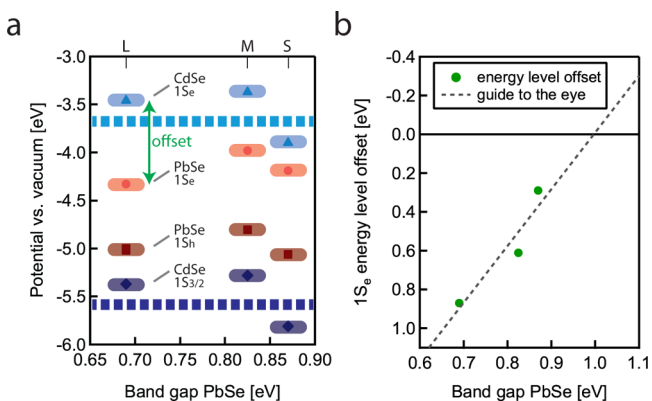 a
b
L
M
S
-3.0
-3.5
-4.0
-4.5
-5.0
-5.5
-6.0
Potential vs. vacuum [eV]
CdSe
1Se
offset
PbSe
1Se
PbSe
1Sh
CdSe
1S3/2
0.65
0.70
0.75
0.80
0.85
0.90
Band gap PbSe [eV]
-0.4
-0.2
0.0
0.2
0.4
0.6
0.8
1.0
1Se energy level offset [eV]
energy level offset
guide to the eye
0.6
0.7
0.8
0.9
1.0
1.1
Band gap PbSe [eV]